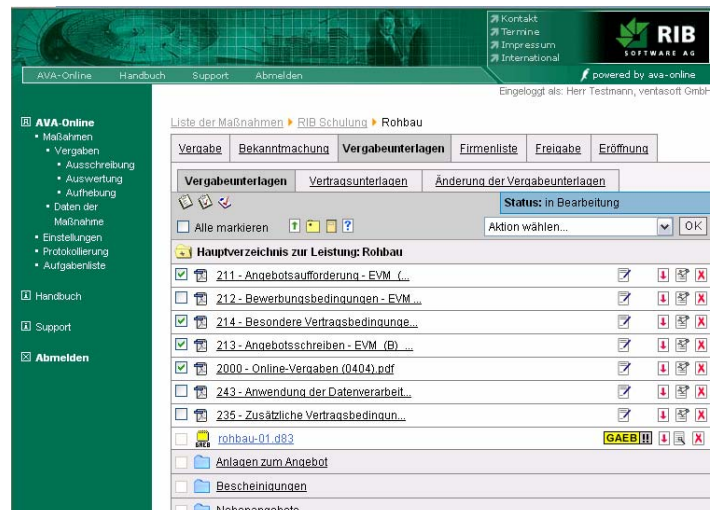 Kontakt
Termine
Impressum
International
RIB
SOFTWARE AG
AVA-Online Handbuch Support Abmelden
powered by ava-online
Eingeloggt als: Herr Testmann, ventasoft GmbH
AVA-Online
Maßahmen
Vergaben
Ausschreibung
Auswertung
Aufhebung
Daten der
Maßnahme
Einstellungen
Protokollierung
Aufgabenliste
Handbuch
Support
Abmelden
Liste der Maßnahmen RIB Schulung Rohbau
Vergabe Bekanntmachung Vergabeunterlagen Firmenliste Freigabe Eröffnung
Vergabeunterlagen Vertragsunterlagen Änderung der Vergabeunterlagen
Status: in Bearbeitung
Alle markieren ? Aktion wählen... OK
Hauptverzeichnis zur Leistung: Rohbau
211 - Angebotsaufforderung - EVM (...
212 - Bewerbungsbedingungen - EVM ...
214 - Besondere Vertragsbedingunge...
213 - Angebotsschreiben - EVM (B) ...
2000 - Online-Vergaben (0404).pdf
243 - Anwendung der Datenverarbeit...
235 - Zusätzliche Vertragsbedingun...
GAEB rohbau-01.d83 GAEB !!
Anlagen zum Angebot
Bescheinigungen
Nebenangebote